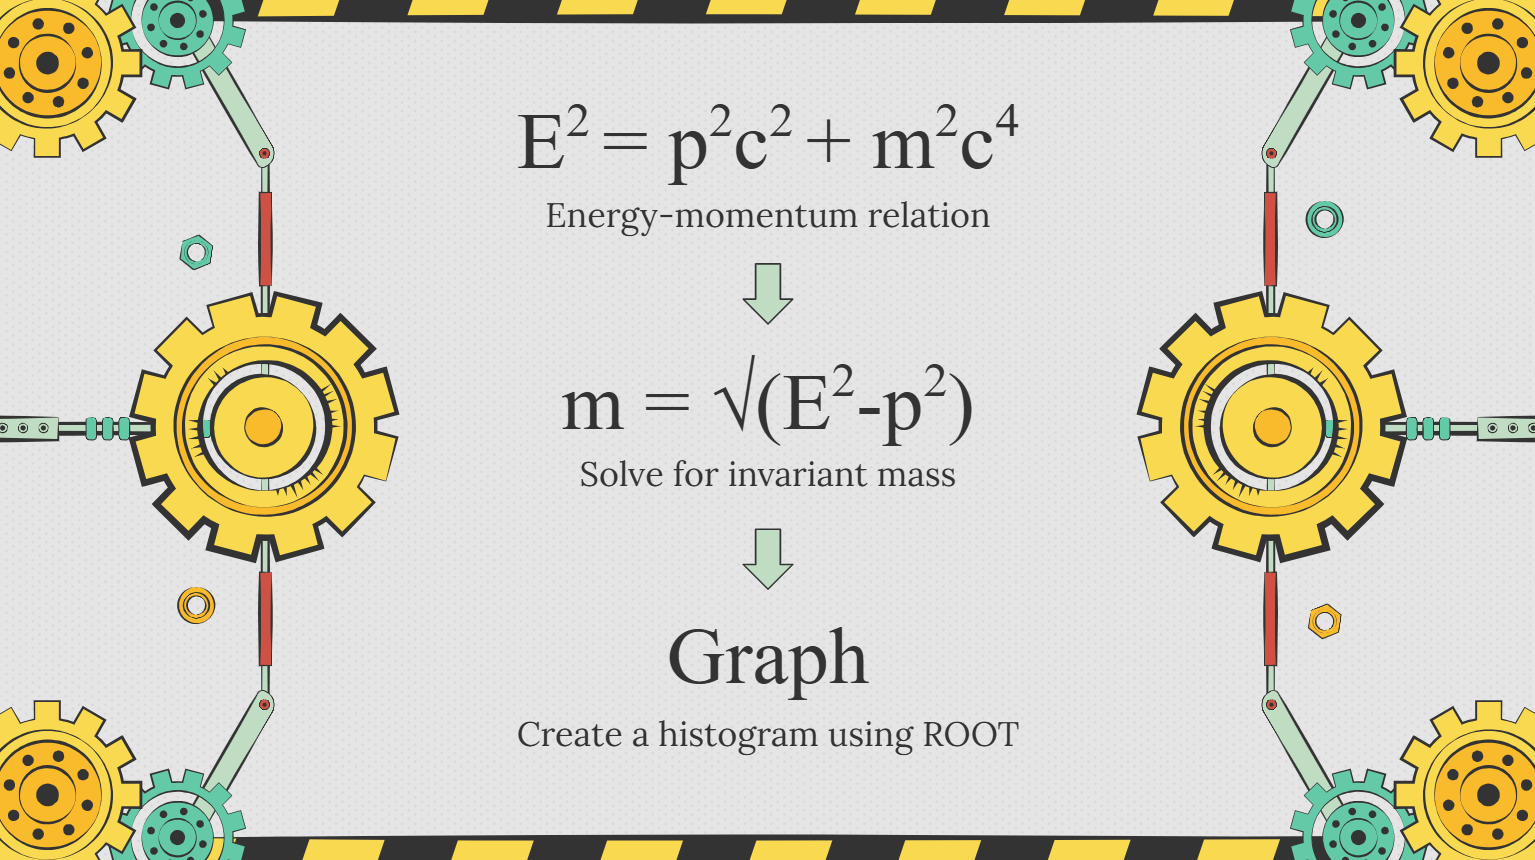 E² = p²c² + m²c⁴
Energy-momentum relation
m = √(E²-p²)
Solve for invariant mass
Graph
Create a histogram using ROOT